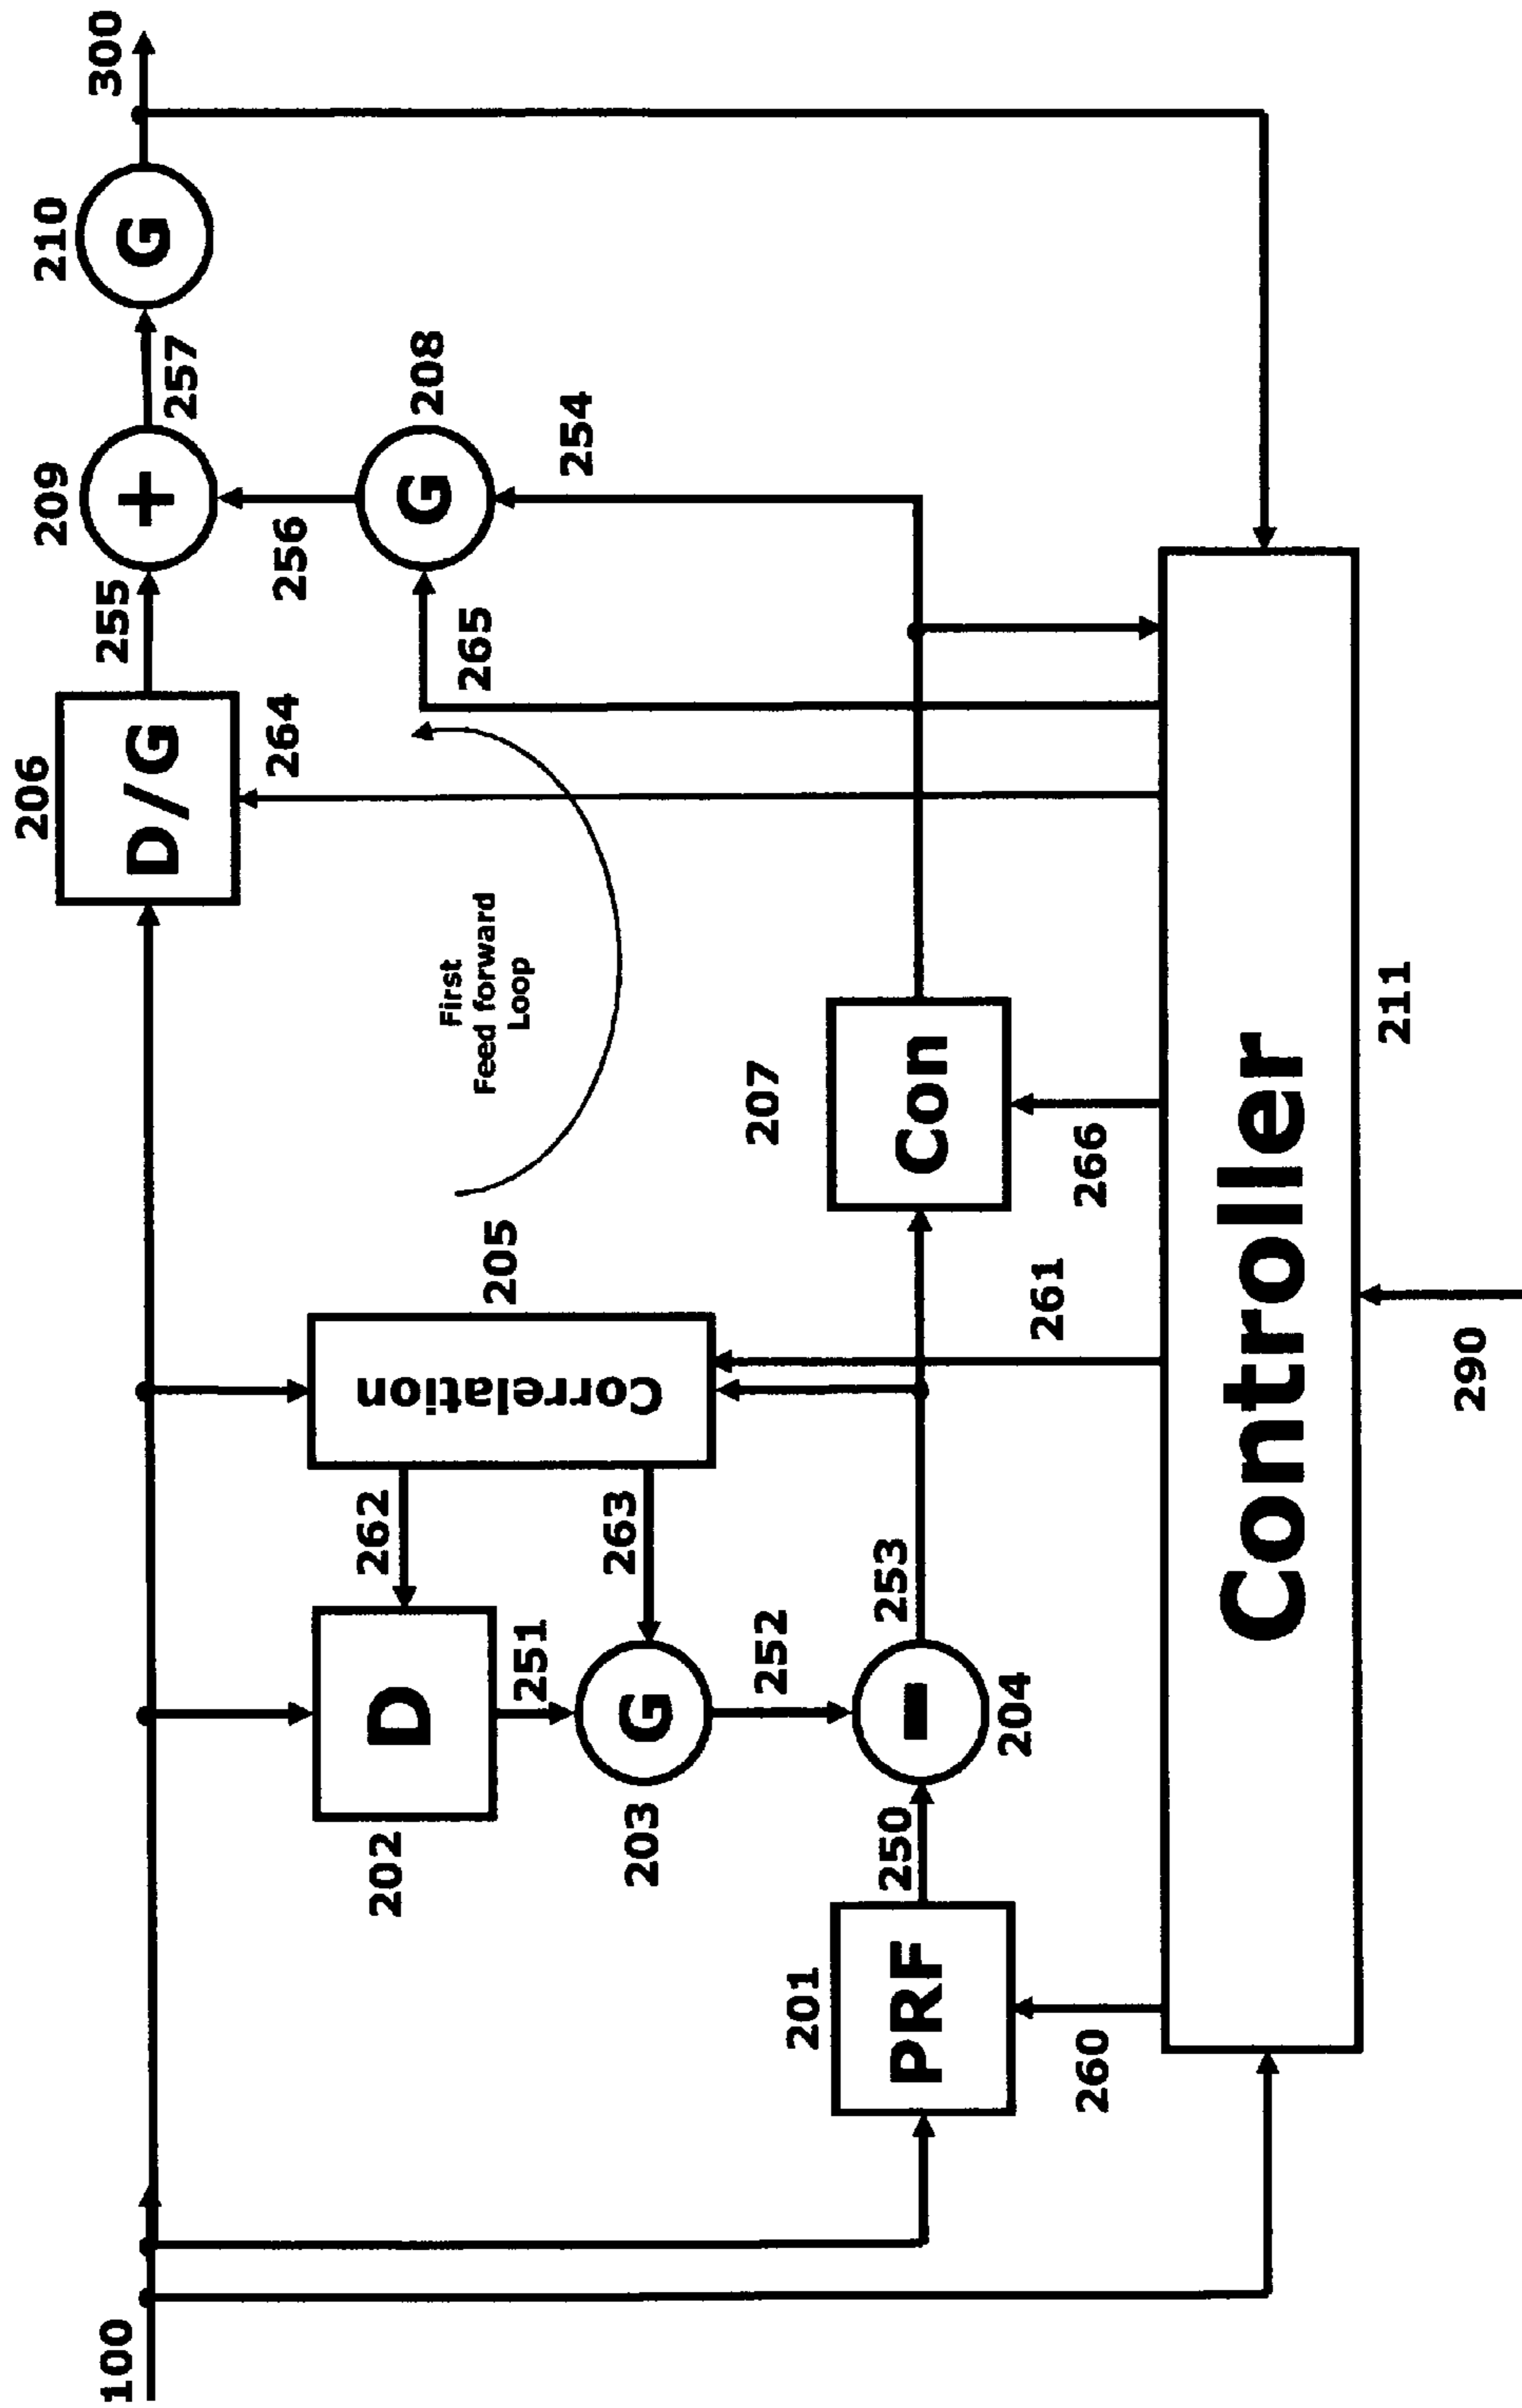 100
300
206
D/G
255
209
+
257
210
G
264
256
208
G
265
254
First
Feed forward
Loop
202
D
262
Correlation
205
251
203
G
263
252
201
PRF
250
204
-
253
207
Con
260
261
266
Controller
211
290